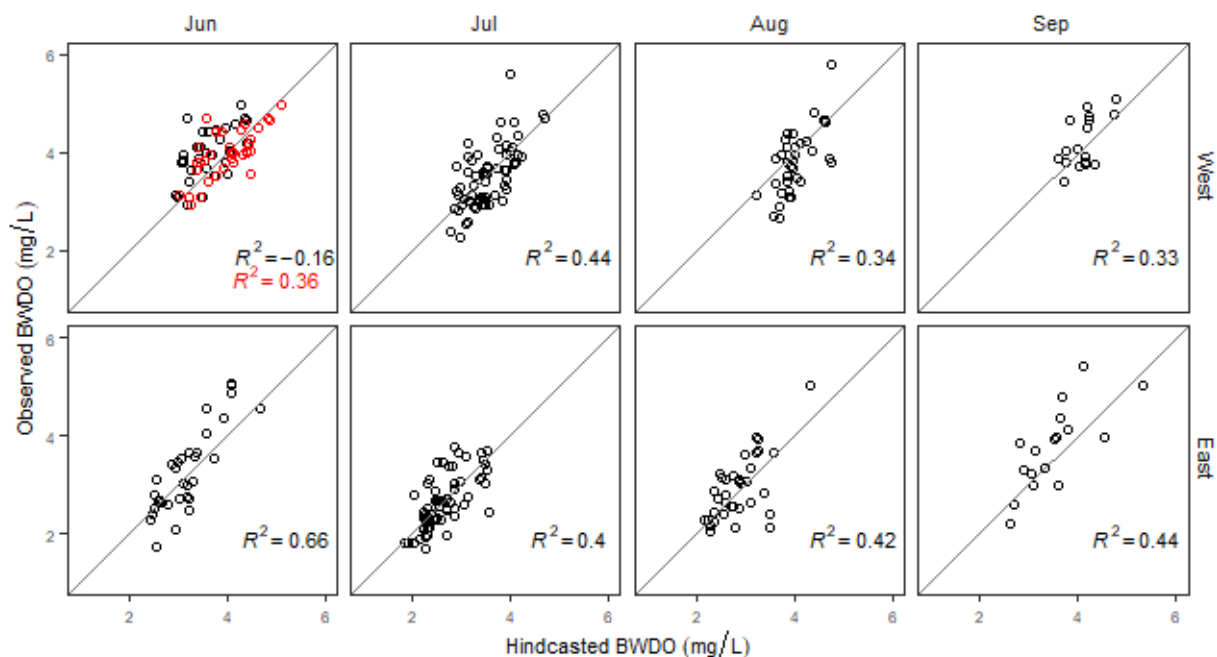 Jun Jul Aug Sep
6
4
2
R² = −0.16
R² = 0.36
R² = 0.44
R² = 0.34
R² = 0.33
West
Observed BWDO (mg/L)
6
4
2
R² = 0.66
R² = 0.4
R² = 0.42
R² = 0.44
East
2 4 6 2 4 6 2 4 6 2 4 6
Hindcasted BWDO (mg/L)